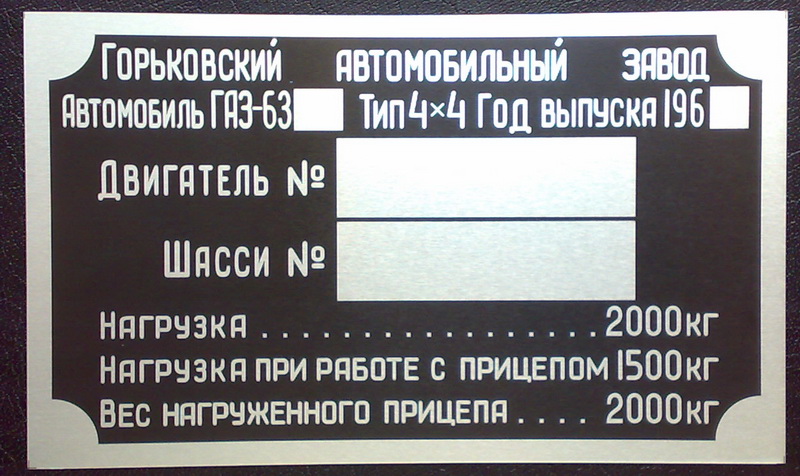 Горьковский автомобильный завод
Автомобиль ГАЗ-63 Тип 4×4 Год выпуска 196
Двигатель №
Шасси №
Нагрузка . . . . . . . . . . . . . . . . . . 2000кг
Нагрузка при работе с прицепом 1500кг
Вес нагруженного прицепа . . . . 2000кг